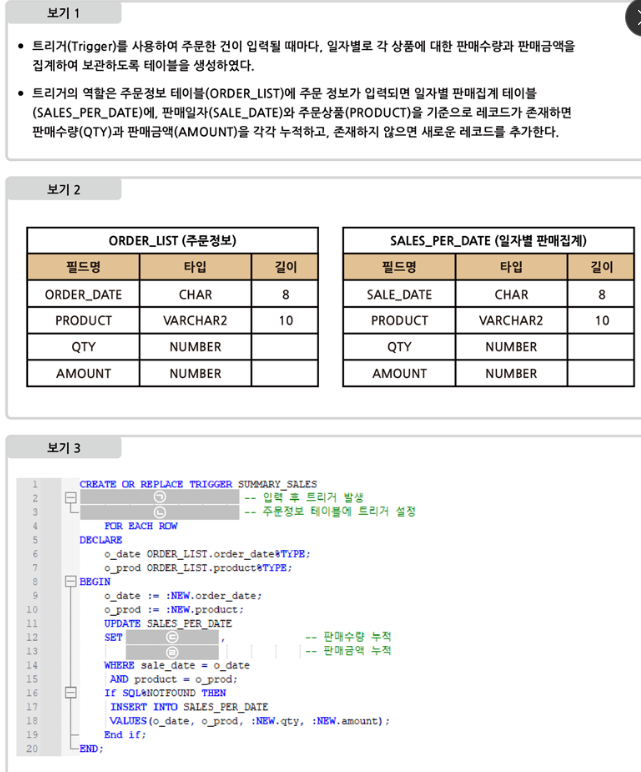 보기 1
• 트리거(Trigger)를 사용하여 주문한 건이 입력될 때마다, 일자별로 각 상품에 대한 판매수량과 판매금액을
집계하여 보관하도록 테이블을 생성하였다.
• 트리거의 역할은 주문정보 테이블(ORDER_LIST)에 주문 정보가 입력되면 일자별 판매집계 테이블
(SALES_PER_DATE)에, 판매일자(SALE_DATE)와 주문상품(PRODUCT)을 기준으로 레코드가 존재하면
판매수량(QTY)과 판매금액(AMOUNT)을 각각 누적하고, 존재하지 않으면 새로운 레코드를 추가한다.
보기 2
ORDER_LIST (주문정보)
필드명 타입 길이
ORDER_DATE CHAR 8
PRODUCT VARCHAR2 10
QTY NUMBER
AMOUNT NUMBER
SALES_PER_DATE (일자별 판매집계)
필드명 타입 길이
SALE_DATE CHAR 8
PRODUCT VARCHAR2 10
QTY NUMBER
AMOUNT NUMBER
보기 3
1 CREATE OR REPLACE TRIGGER SUMMARY_SALES
2 ㉠ -- 입력 후 트리거 발생
3 ㉡ -- 주문정보 테이블에 트리거 설정
4 FOR EACH ROW
5 DECLARE
6 o_date ORDER_LIST.order_date%TYPE;
7 o_prod ORDER_LIST.product%TYPE;
8 BEGIN
9 o_date := :NEW.order_date;
10 o_prod := :NEW.product;
11 UPDATE SALES_PER_DATE
12 SET ㉢ , -- 판매수량 누적
13 ㉣ -- 판매금액 누적
14 WHERE sale_date = o_date
15 AND product = o_prod;
16 If SQL%NOTFOUND THEN
17 INSERT INTO SALES_PER_DATE
18 VALUES(o_date, o_prod, :NEW.qty, :NEW.amount);
19 End if;
20 END;